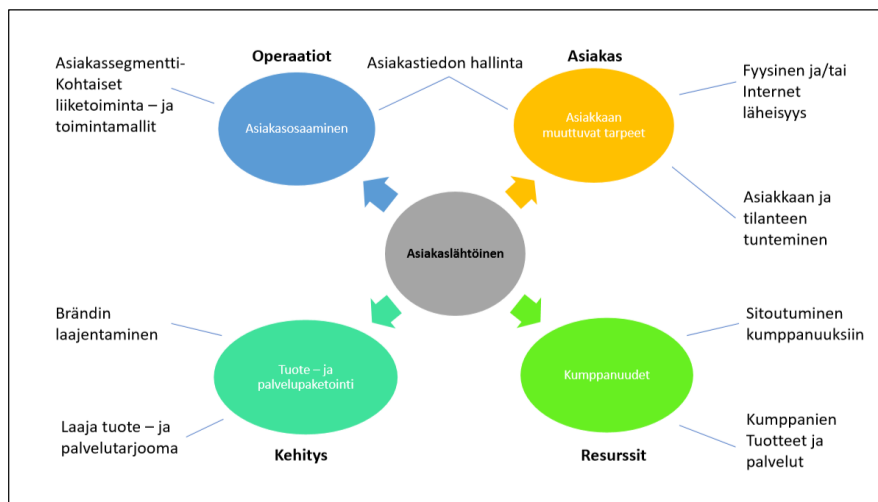 Operaatiot
Asiakassegmentti-
Kohtaiset
liiketoiminta – ja
toimintamallit
Asiakasosaaminen
Asiakastiedon hallinta
Asiakas
Asiakkaan
muuttuvat tarpeet
Fyysinen ja/tai
Internet
läheisyys
Asiakkaan ja
tilanteen
tunteminen
Asiakaslähtöinen
Brändin
laajentaminen
Tuote – ja
palvelupaketointi
Laaja tuote – ja
palvelutarjooma
Kehitys
Kumppanuudet
Sitoutuminen
kumppanuuksiin
Kumppanien
Tuotteet ja
palvelut
Resurssit